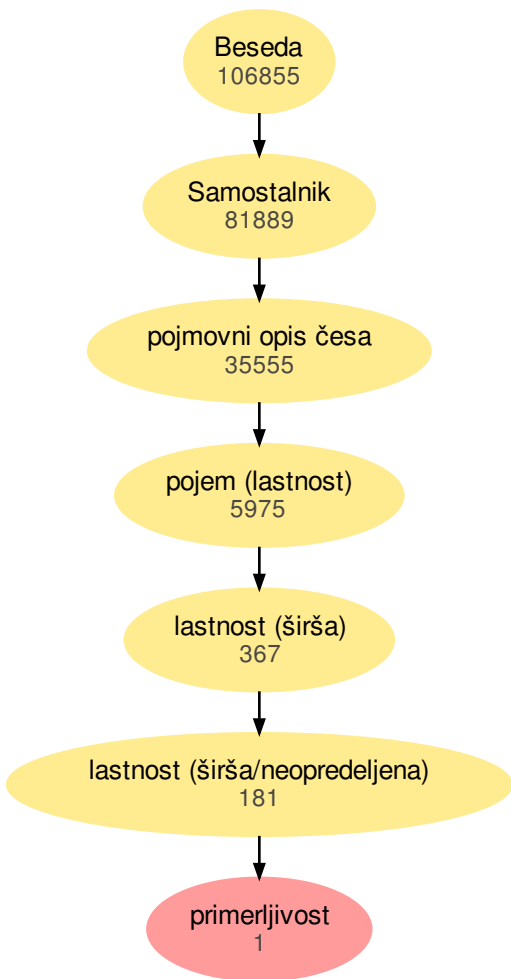 Beseda
106855
Samostalnik
81889
pojmovni opis česa
35555
pojem (lastnost)
5975
lastnost (širša)
367
lastnost (širša/neopredeljena)
181
primerljivost
1